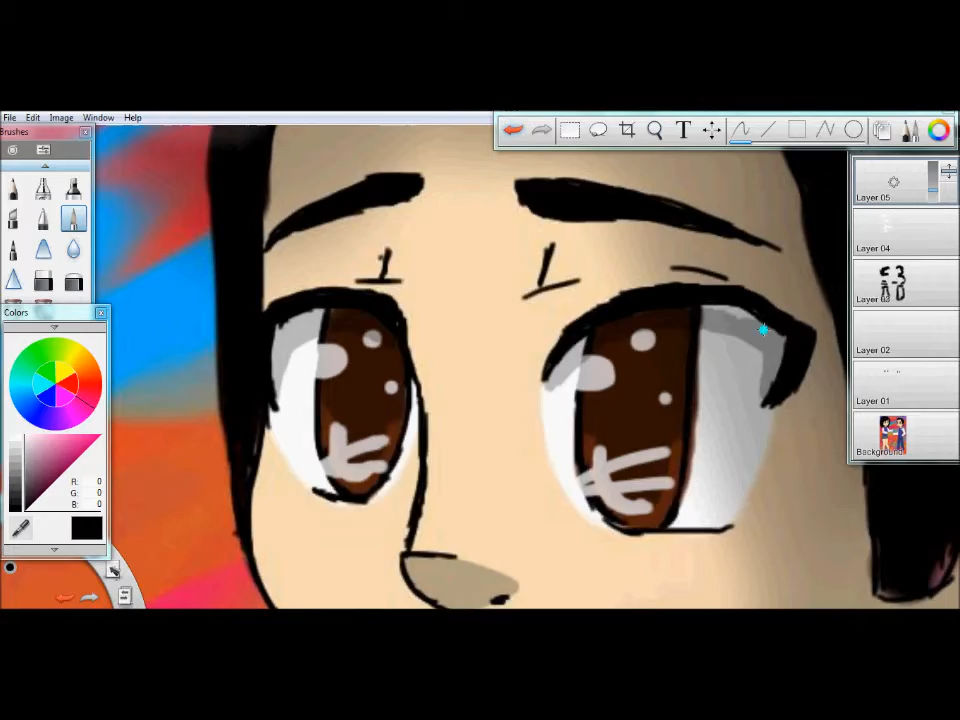 File Edit Image Window Help
Brushes
T
Layer 05
Layer 04
Layer 03
Layer 02
Layer 01
Background
Colors
R: 0
G: 0
B: 0